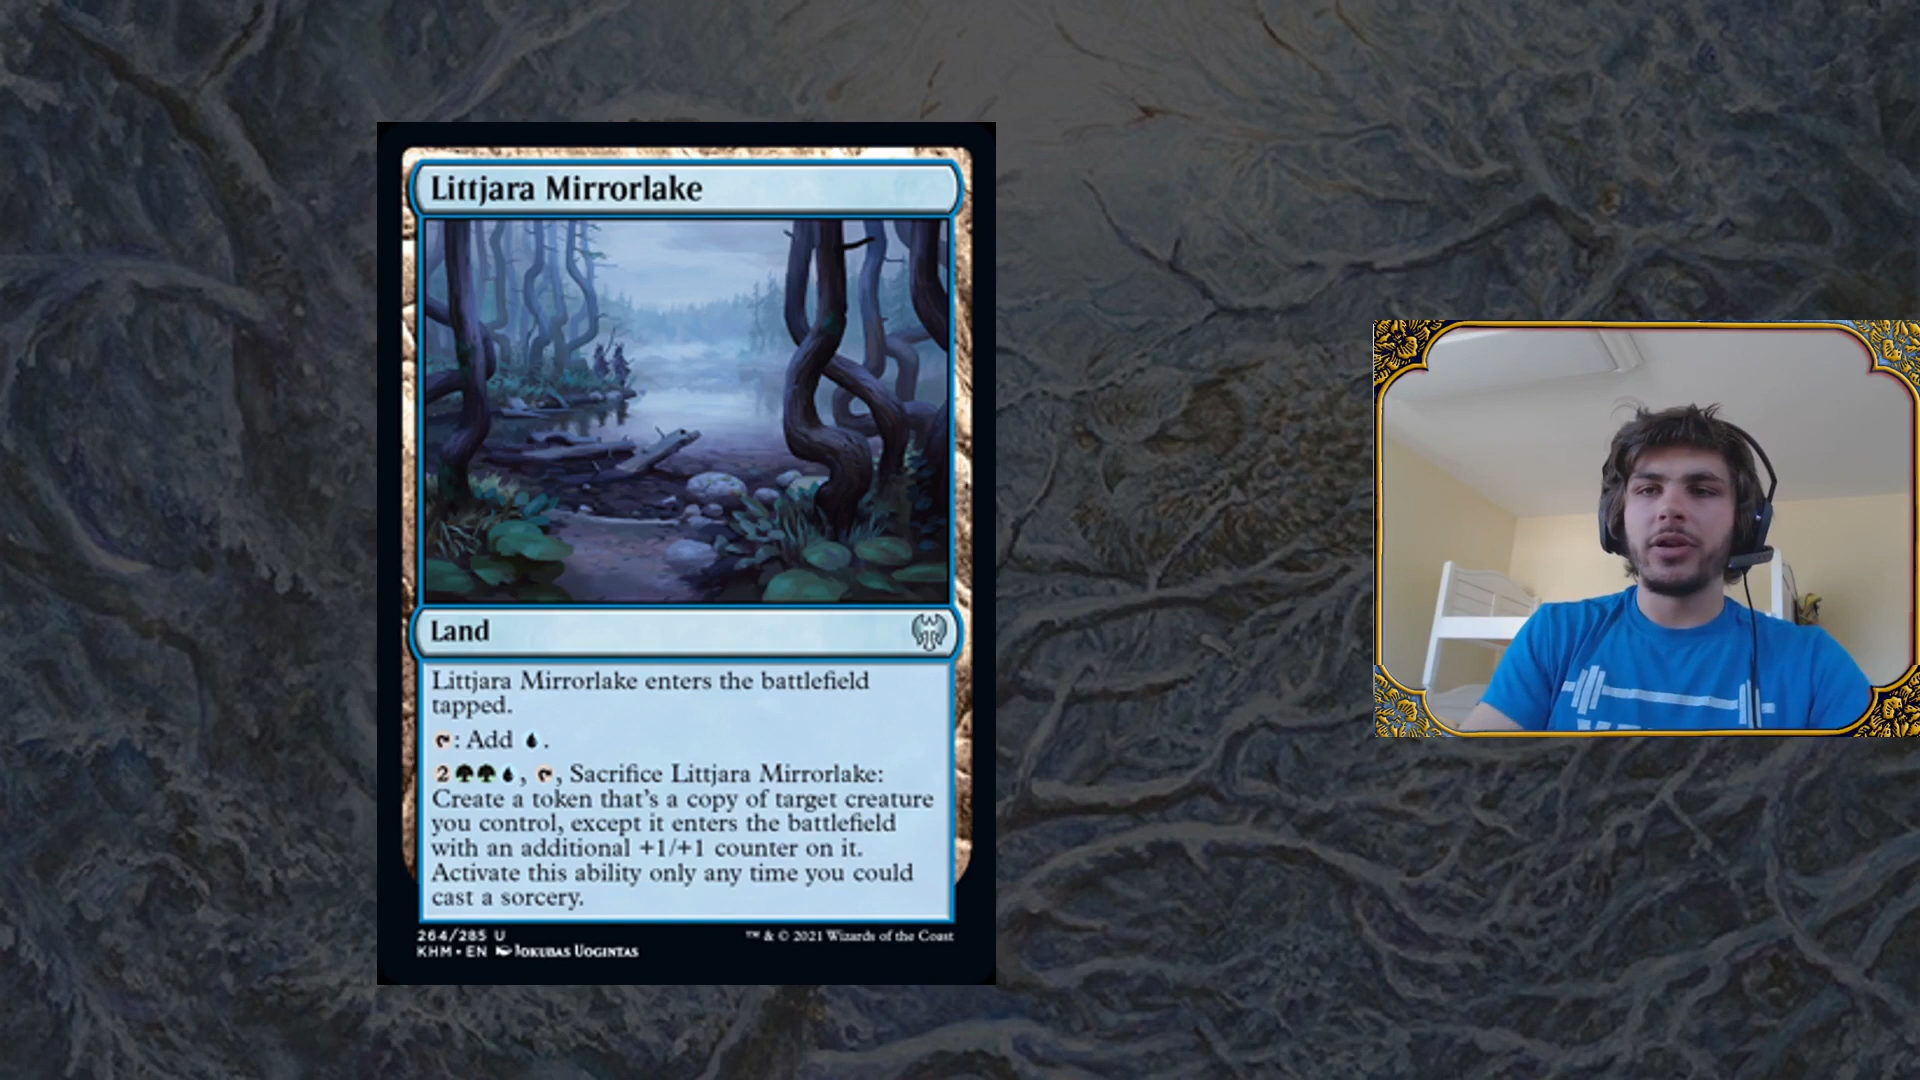 Littjara Mirrorlake
Land
Littjara Mirrorlake enters the battlefield
tapped.
: Add .
2 , , Sacrifice Littjara Mirrorlake:
Create a token that's a copy of target creature
you control, except it enters the battlefield
with an additional +1/+1 counter on it.
Activate this ability only any time you could
cast a sorcery.
264/285 U
™ & © 2021 Wizards of the Coast
KHM • EN Jokubas Uogintas